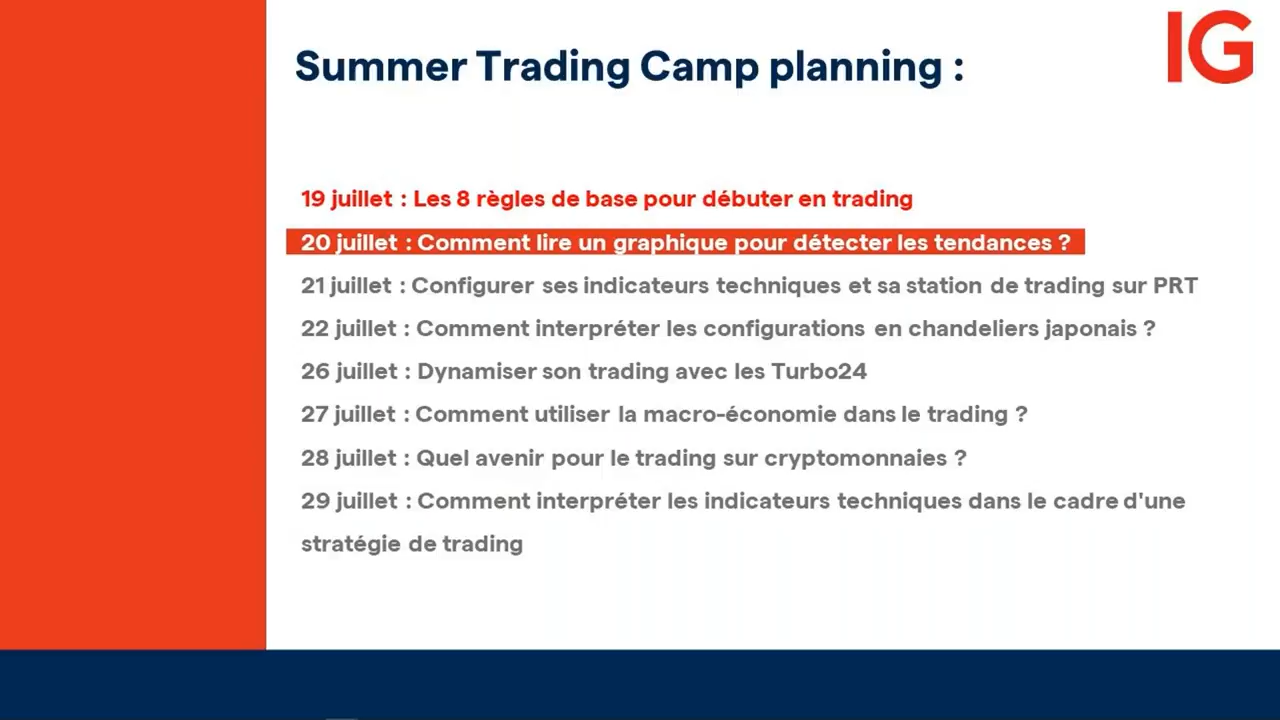 IG
Summer Trading Camp planning :
19 juillet : Les 8 règles de base pour débuter en trading
20 juillet : Comment lire un graphique pour détecter les tendances ?
21 juillet : Configurer ses indicateurs techniques et sa station de trading sur PRT
22 juillet : Comment interpréter les configurations en chandeliers japonais ?
26 juillet : Dynamiser son trading avec les Turbo24
27 juillet : Comment utiliser la macro-économie dans le trading ?
28 juillet : Quel avenir pour le trading sur cryptomonnaies ?
29 juillet : Comment interpréter les indicateurs techniques dans le cadre d'une
stratégie de trading